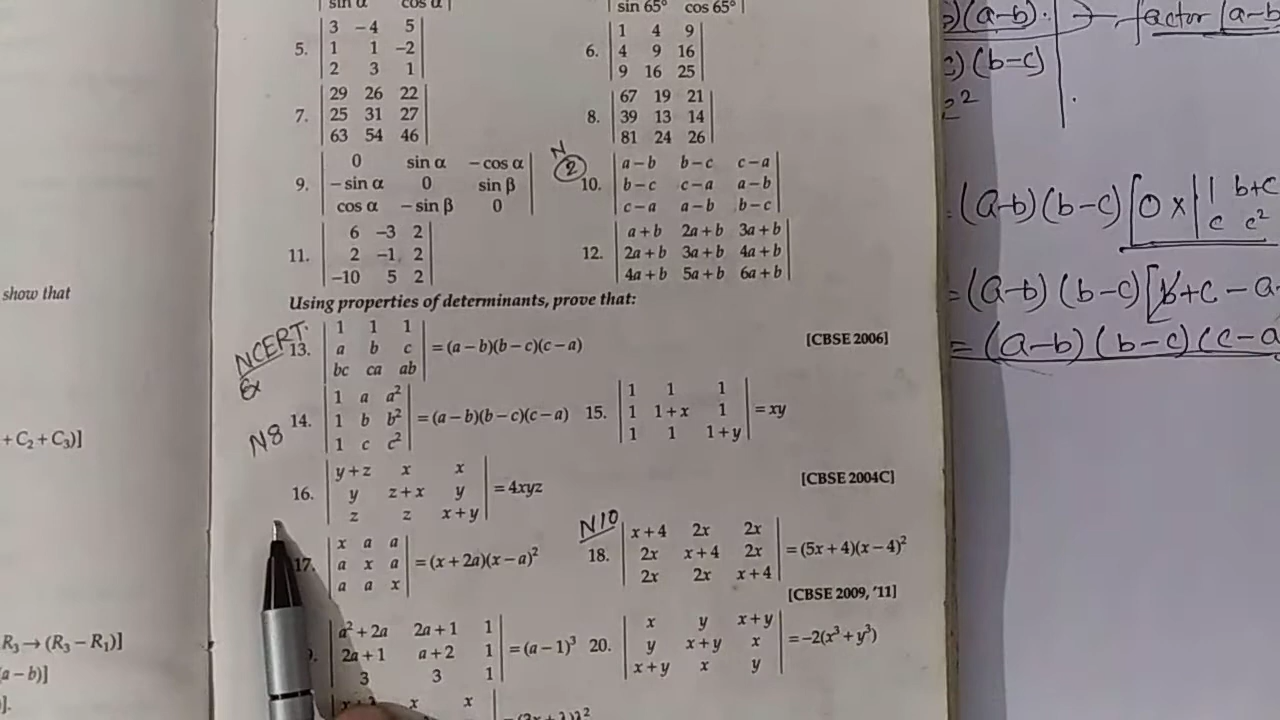 sin α cos α
sin 65° cos 65°
5. | 3 −4 5 |
| 1 1 −2 |
| 2 3 1 |
6. | 1 4 9 |
| 4 9 16 |
| 9 16 25 |
7. | 29 26 22 |
| 25 31 27 |
| 63 54 46 |
8. | 67 19 21 |
| 39 13 14 |
| 81 24 26 |
9. | 0 sin α −cos α |
| −sin α 0 sin β |
| cos α −sin β 0 |
N
2
10. | a−b b−c c−a |
| b−c c−a a−b |
| c−a a−b b−c |
11. | 6 −3 2 |
| 2 −1 2 |
| −10 5 2 |
12. | a+b 2a+b 3a+b |
| 2a+b 3a+b 4a+b |
| 4a+b 5a+b 6a+b |
Using properties of determinants, prove that:
NCERT.
Ex
13. | 1 1 1 |
| a b c | = (a−b)(b−c)(c−a) [CBSE 2006]
| bc ca ab |
N8
14. | 1 a a² |
| 1 b b² | = (a−b)(b−c)(c−a)
| 1 c c² |
15. | 1 1 1 |
| 1 1+x 1 | = xy
| 1 1 1+y |
16. | y+z x x |
| y z+x y | = 4xyz [CBSE 2004C]
| z z x+y |
17. | x a a |
| a x a | = (x+2a)(x−a)²
| a a x |
N10
18. | x+4 2x 2x |
| 2x x+4 2x | = (5x+4)(x−4)²
| 2x 2x x+4 |
[CBSE 2009, '11]
| a²+2a 2a+1 1 |
9. | 2a+1 a+2 1 | = (a−1)³
| 3 3 1 |
20. | x y x+y |
| y x+y x | = −2(x³+y³)
| x+y x y |
x x
show that
+ C₂ + C₃)]
R₃ → (R₃ − R₁)]
(a−b)]
].
)(a-b). → factor (a-b
c)(b-c)
2²
= (a-b)(b-c) [0 × | 1 b+c
c c²
= (a-b)(b-c)[b+c-a-
= (a-b)(b-c)(c-a